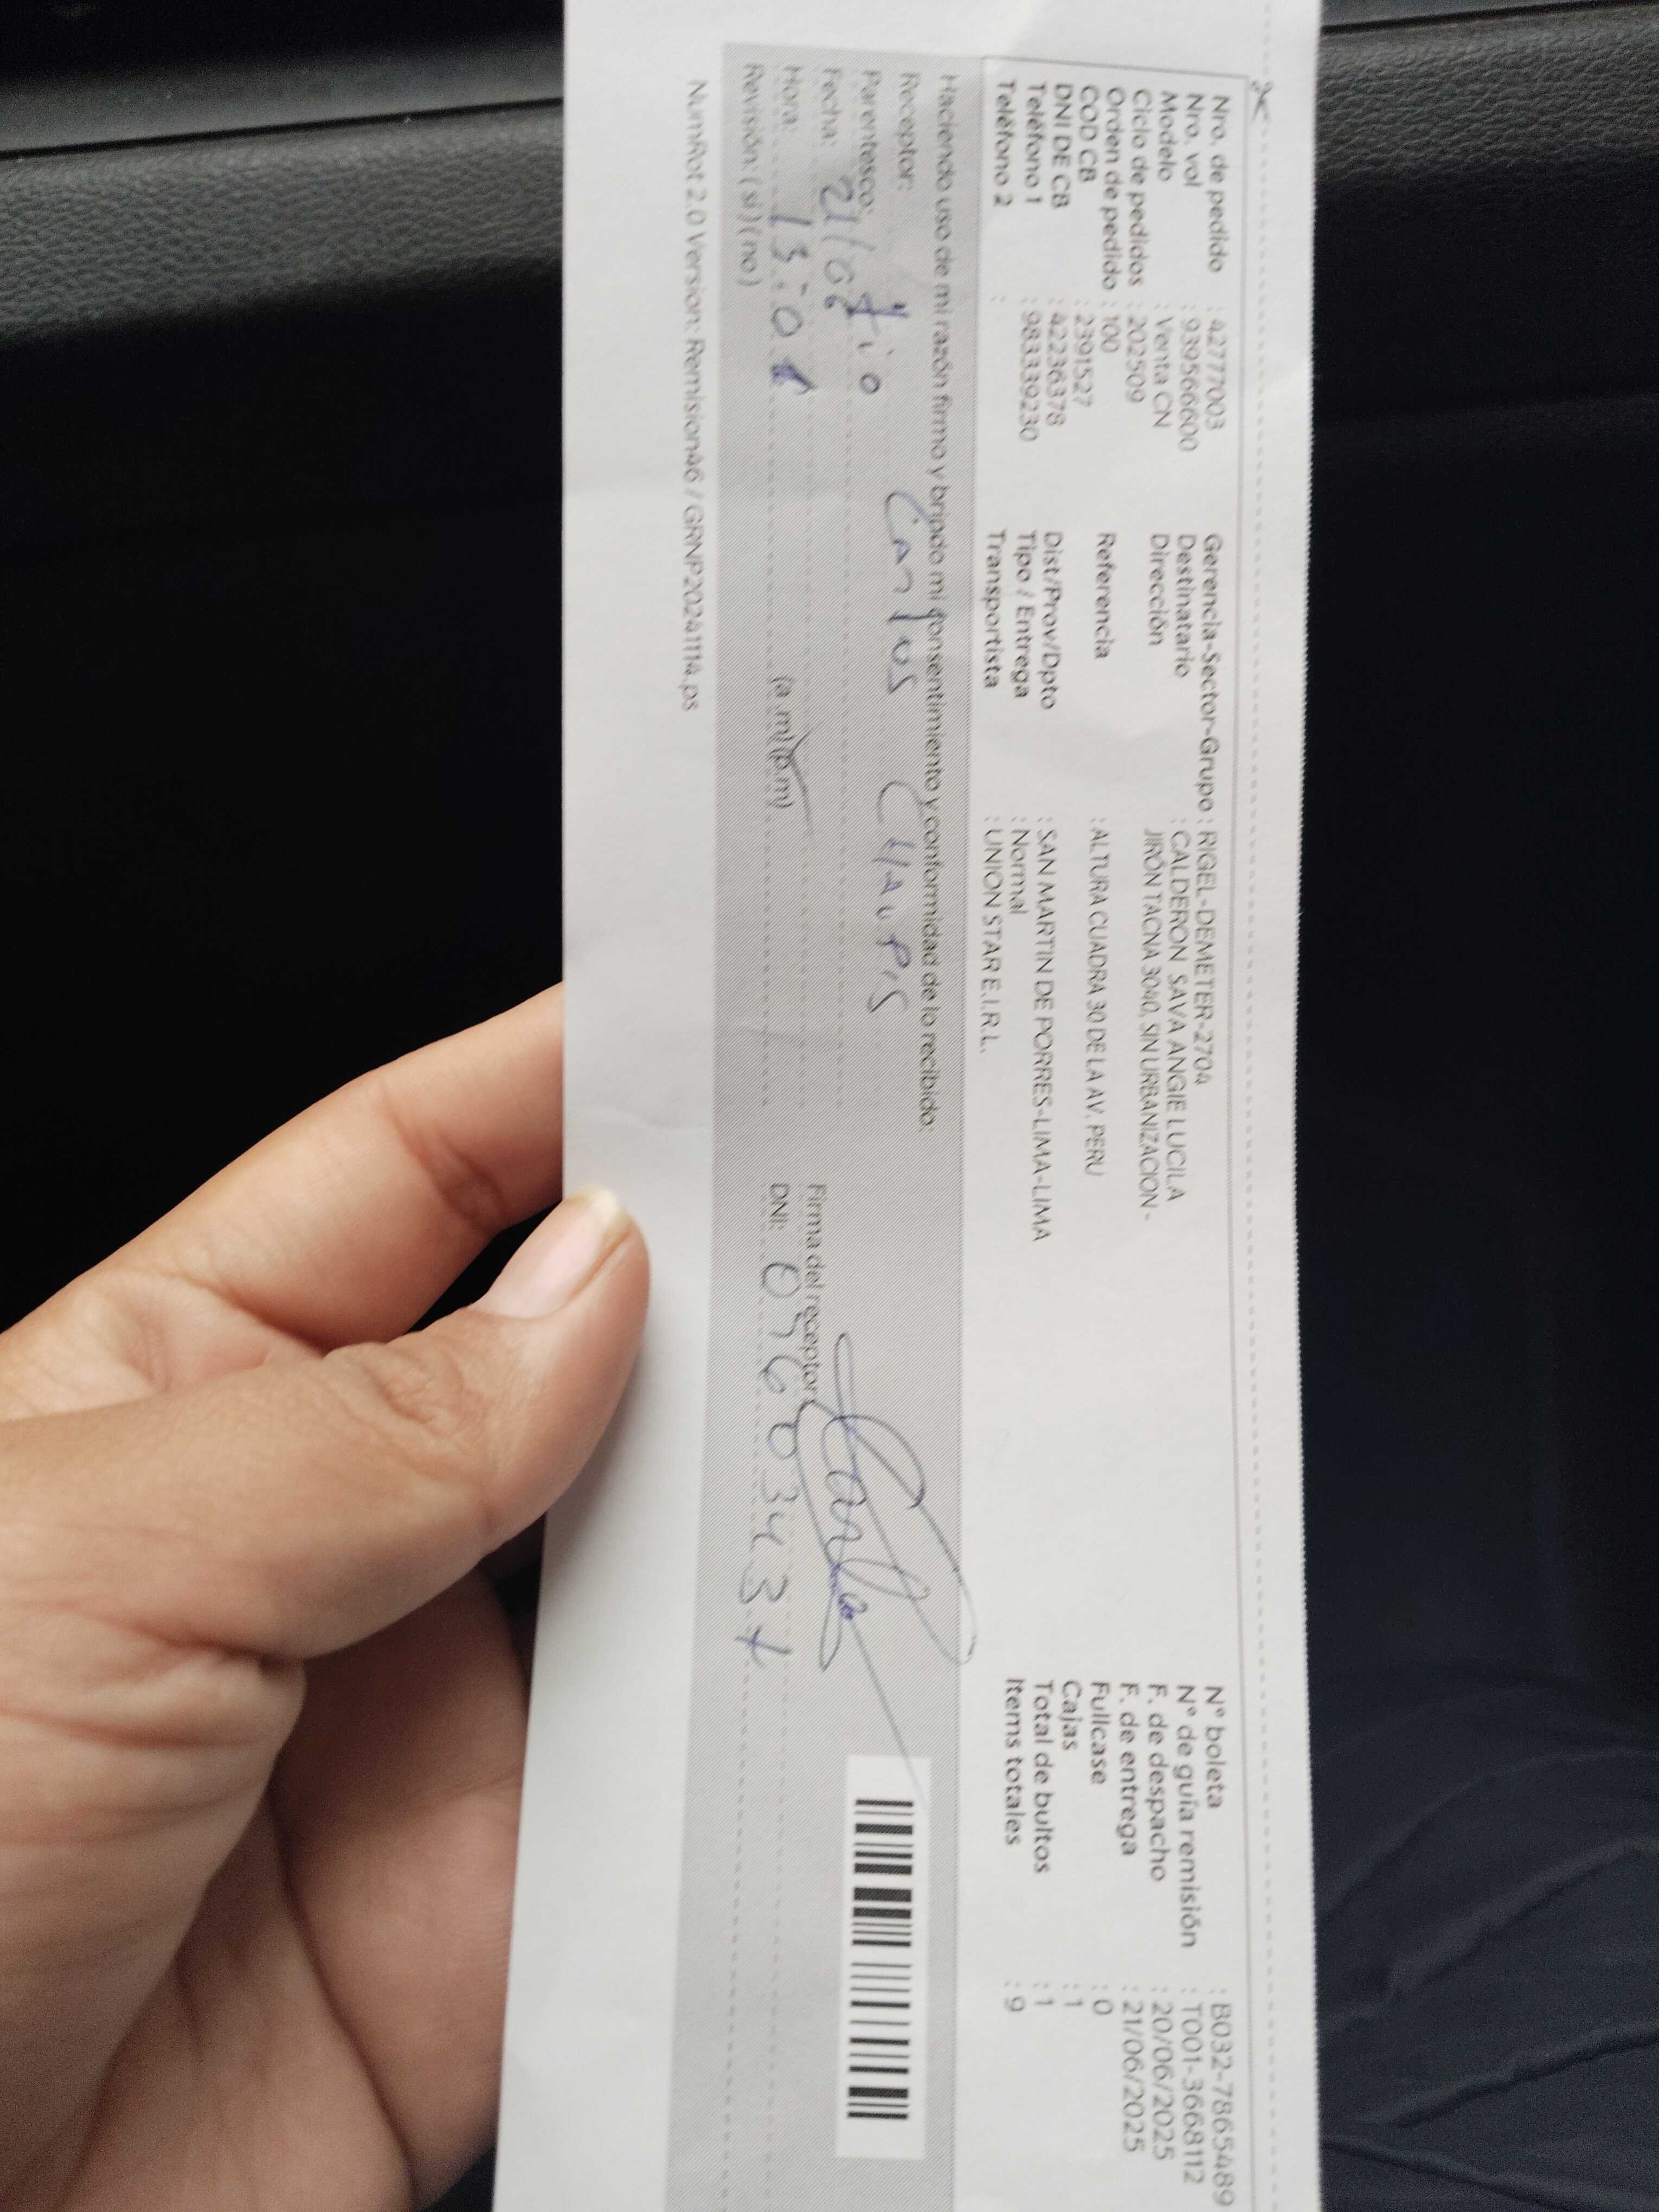 Nro. de pedido : 42777003
Nro. vol : 939566600
Modelo : Venta CN
Ciclo de pedidos : 202509
Orden de pedido : 100
COD CB : 2391527
DNI DE CB : 42236378
Teléfono 1 : 983339230
Teléfono 2 :
Gerencia-Sector-Grupo : RIGEL-DEMETER-2704
Destinatario : CALDERON SAVA ANGIE LUCILA
Dirección JIRÓN TACNA 3040, SIN URBANIZACION -
Referencia : ALTURA CUADRA 30 DE LA AV. PERU
Dist/Prov/Dpto : SAN MARTIN DE PORRES-LIMA-LIMA
Tipo / Entrega : Normal
Transportista : UNION STAR E.I.R.L.
N° boleta : B032-7865489
N° de guía remisión : T001-3668112
F. de despacho : 20/06/2025
F. de entrega : 21/06/2025
Fullcase : 0
Cajas : 1
Total de bultos : 1
Items totales : 9
Haciendo uso de mi razón firmo y brindo mi consentimiento y conformidad de lo recibido:
Receptor: Carlos
Parentesco: tio
Fecha: 21/06
Hora: 13:01 (a.m)(p.m)
Revisión: ( si ) ( no )
Firma del receptor:
DNI:
NumRot 2.0 Version: Remision46 / GRNP20241114.ps